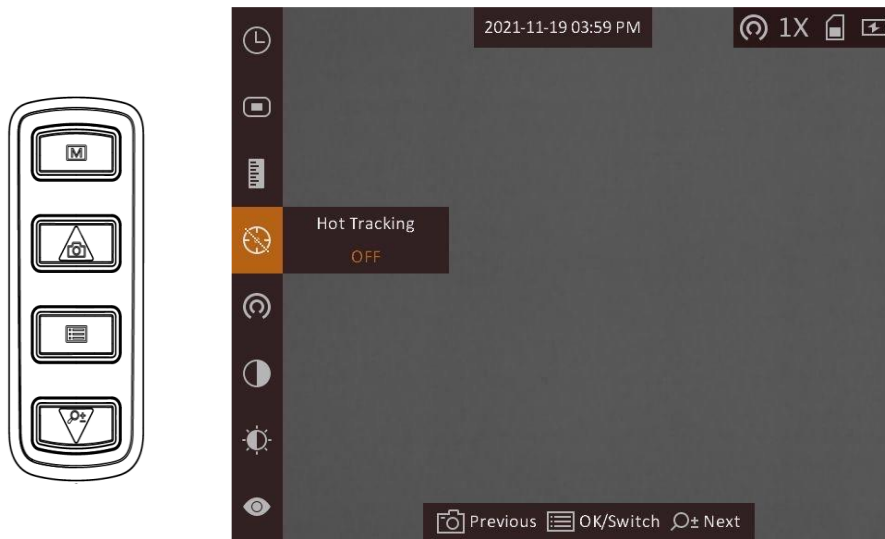 M
2021-11-19 03:59 PM
1X
Hot Tracking
OFF
Previous OK/Switch Next